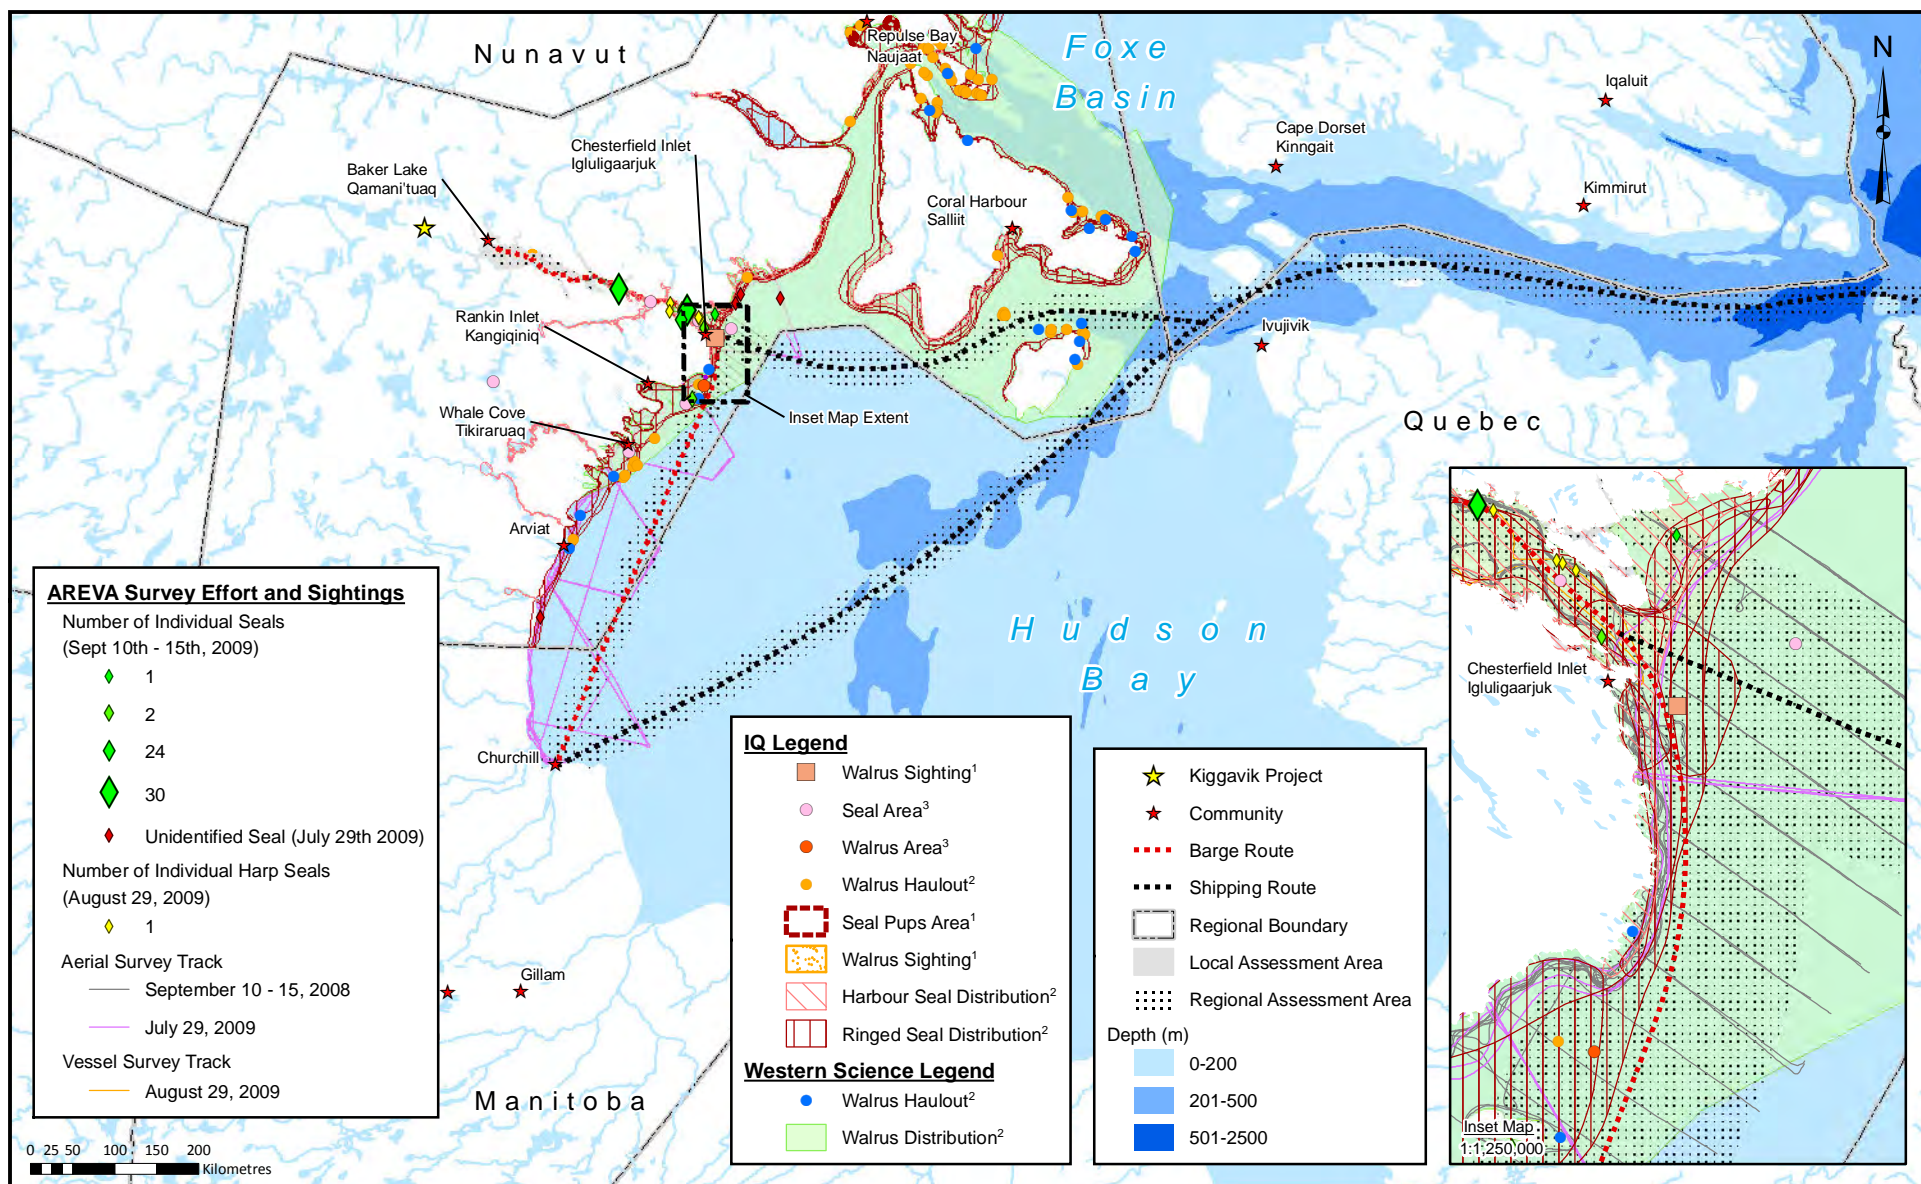 Nunavut
Foxe
Basin
Repulse Bay
Naujaat
N
Iqaluit
Cape Dorset
Kinngait
Kimmirut
Chesterfield Inlet
Igluligaarjuk
Baker Lake
Qamani'tuaq
Coral Harbour
Salliit
Rankin Inlet
Kangiqiniq
Ivujivik
Whale Cove
Tikiraruaq
Inset Map Extent
Quebec
Arviat
Hudson
Bay
Churchill
Gillam
Manitoba
AREVA Survey Effort and Sightings
Number of Individual Seals
(Sept 10th - 15th, 2009)
1
2
24
30
Unidentified Seal (July 29th 2009)
Number of Individual Harp Seals
(August 29, 2009)
1
Aerial Survey Track
September 10 - 15, 2008
July 29, 2009
Vessel Survey Track
August 29, 2009
0 25 50 100 150 200
Kilometres
IQ Legend
Walrus Sighting1
Seal Area3
Walrus Area3
Walrus Haulout2
Seal Pups Area1
Walrus Sighting1
Harbour Seal Distribution2
Ringed Seal Distribution2
Western Science Legend
Walrus Haulout2
Walrus Distribution2
Kiggavik Project
Community
Barge Route
Shipping Route
Regional Boundary
Local Assessment Area
Regional Assessment Area
Depth (m)
0-200
201-500
501-2500
Chesterfield Inlet
Igluligaarjuk
Inset Map
1:1,250,000